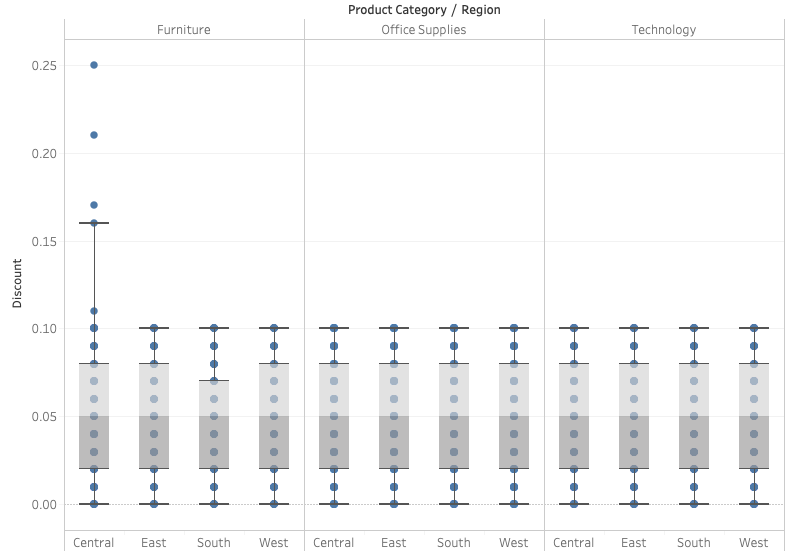 Product Category / Region
Furniture Office Supplies Technology
0.25
0.20
0.15
0.10
0.05
0.00
Discount
Central East South West Central East South West Central East South West